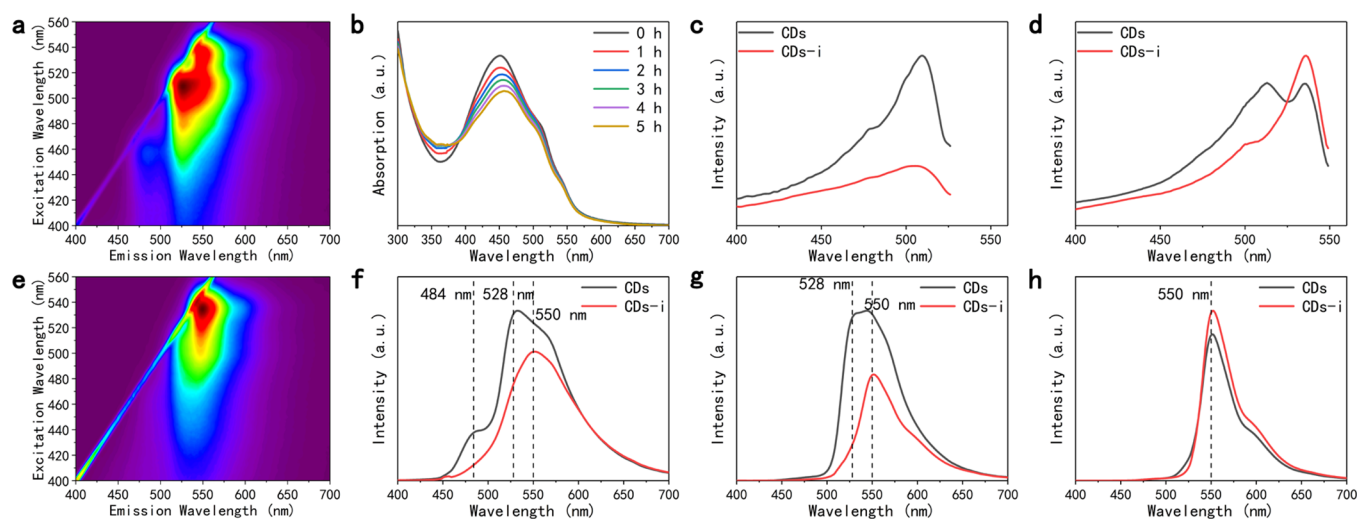 a
560
540
520
500
480
460
440
420
400
Excitation Wavelength (nm)
400 450 500 550 600 650 700
Emission Wavelength (nm)
b
0 h
1 h
2 h
3 h
4 h
5 h
Absorption (a.u.)
300 350 400 450 500 550 600 650 700
Wavelength (nm)
c
CDs
CDs-i
Intensity (a.u.)
400 450 500 550
Wavelength (nm)
d
CDs
CDs-i
Intensity (a.u.)
400 450 500 550
Wavelength (nm)
e
560
540
520
500
480
460
440
420
400
Excitation Wavelength (nm)
400 450 500 550 600 650 700
Emission Wavelength (nm)
f
484 nm
528 nm
550 nm
CDs
CDs-i
Intensity (a.u.)
400 450 500 550 600 650 700
Wavelength (nm)
g
528 nm
550 nm
CDs
CDs-i
Intensity (a.u.)
400 450 500 550 600 650 700
Wavelength (nm)
h
550 nm
CDs
CDs-i
Intensity (a.u.)
400 450 500 550 600 650 700
Wavelength (nm)